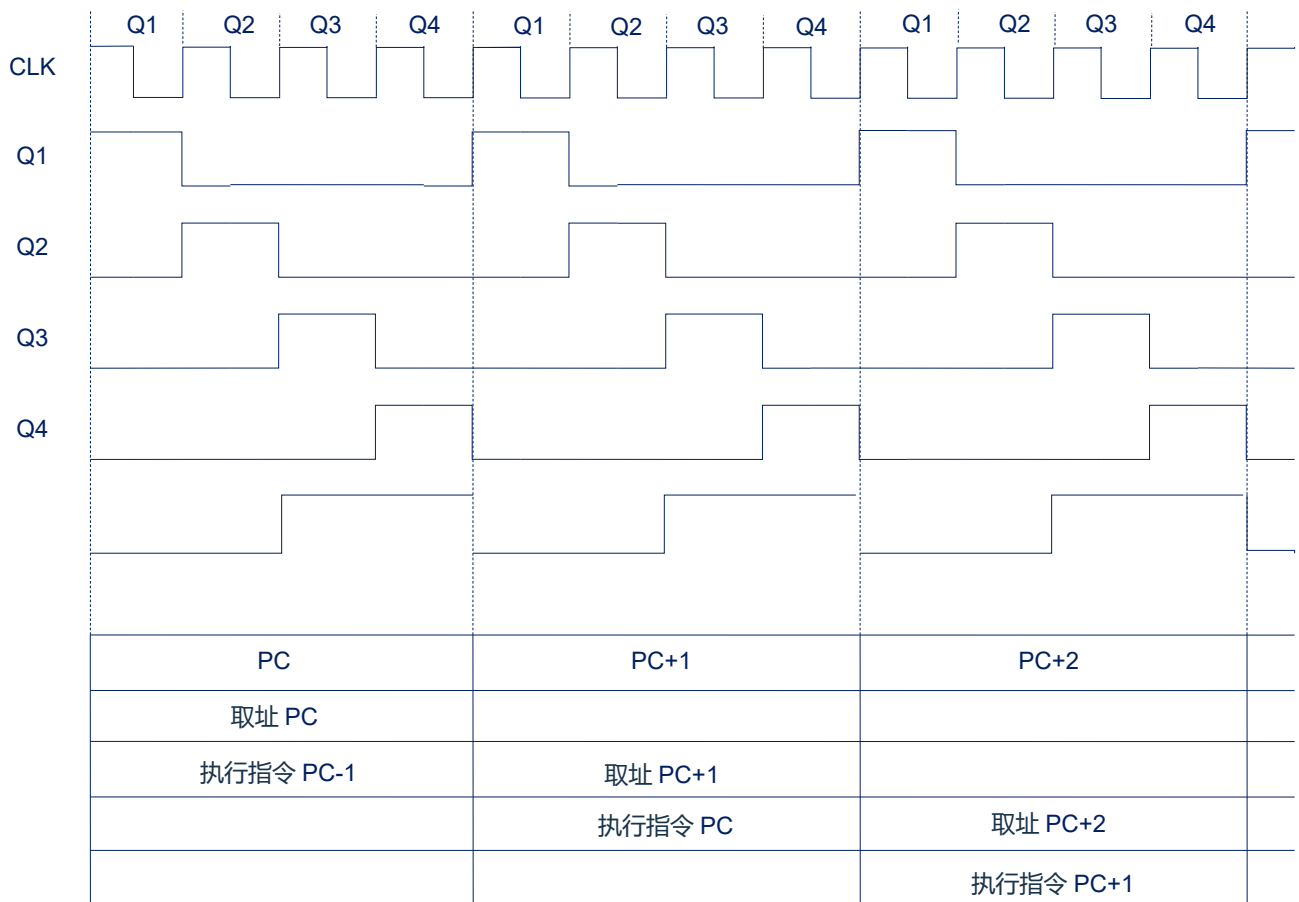 Q1 Q2 Q3 Q4 Q1 Q2 Q3 Q4 Q1 Q2 Q3 Q4
CLK
Q1
Q2
Q3
Q4
PC PC+1 PC+2
取址 PC
执行指令 PC-1 取址 PC+1
执行指令 PC 取址 PC+2
执行指令 PC+1